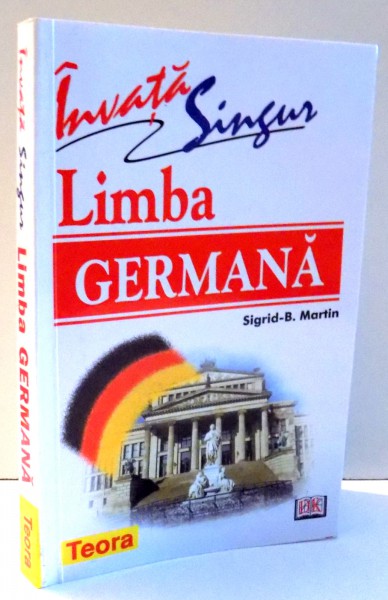 Învață
Singur
Limba
GERMANĂ
Sigrid-B. Martin
Teora
DK
Învață Singur Limba GERMANĂ
Teora